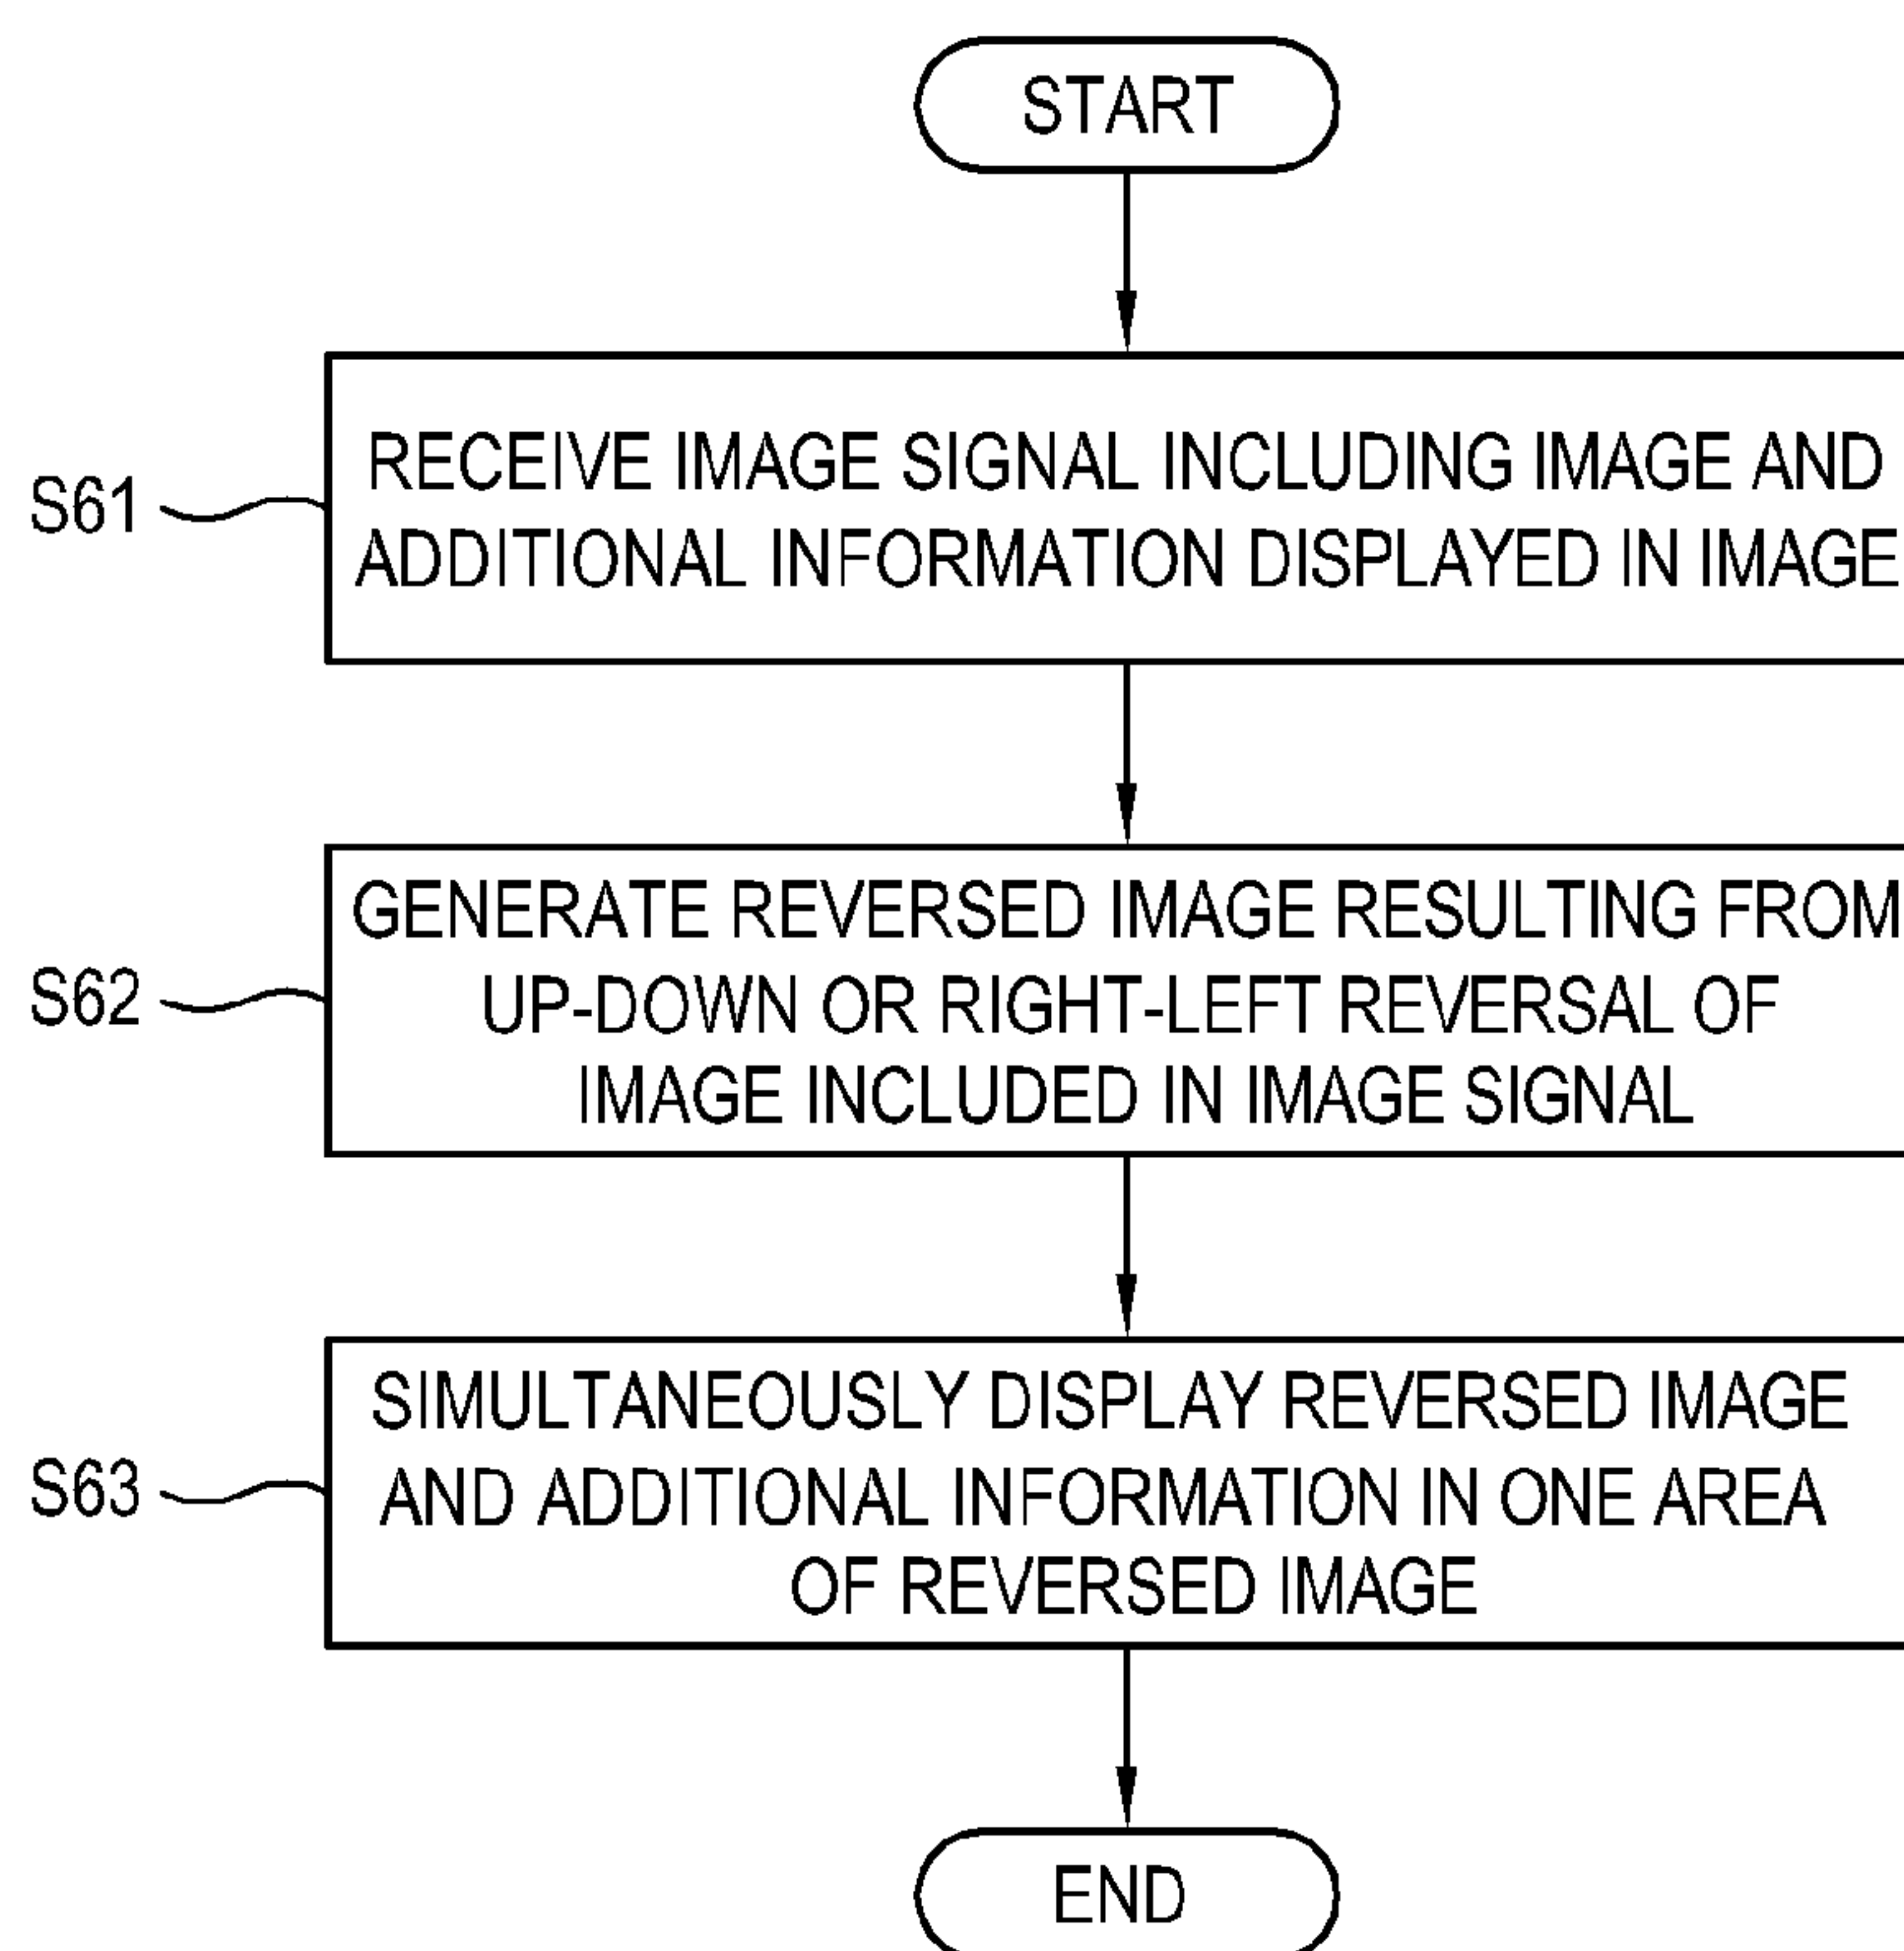 START
S61
RECEIVE IMAGE SIGNAL INCLUDING IMAGE AND
ADDITIONAL INFORMATION DISPLAYED IN IMAGE
S62
GENERATE REVERSED IMAGE RESULTING FROM
UP-DOWN OR RIGHT-LEFT REVERSAL OF
IMAGE INCLUDED IN IMAGE SIGNAL
S63
SIMULTANEOUSLY DISPLAY REVERSED IMAGE
AND ADDITIONAL INFORMATION IN ONE AREA
OF REVERSED IMAGE
END